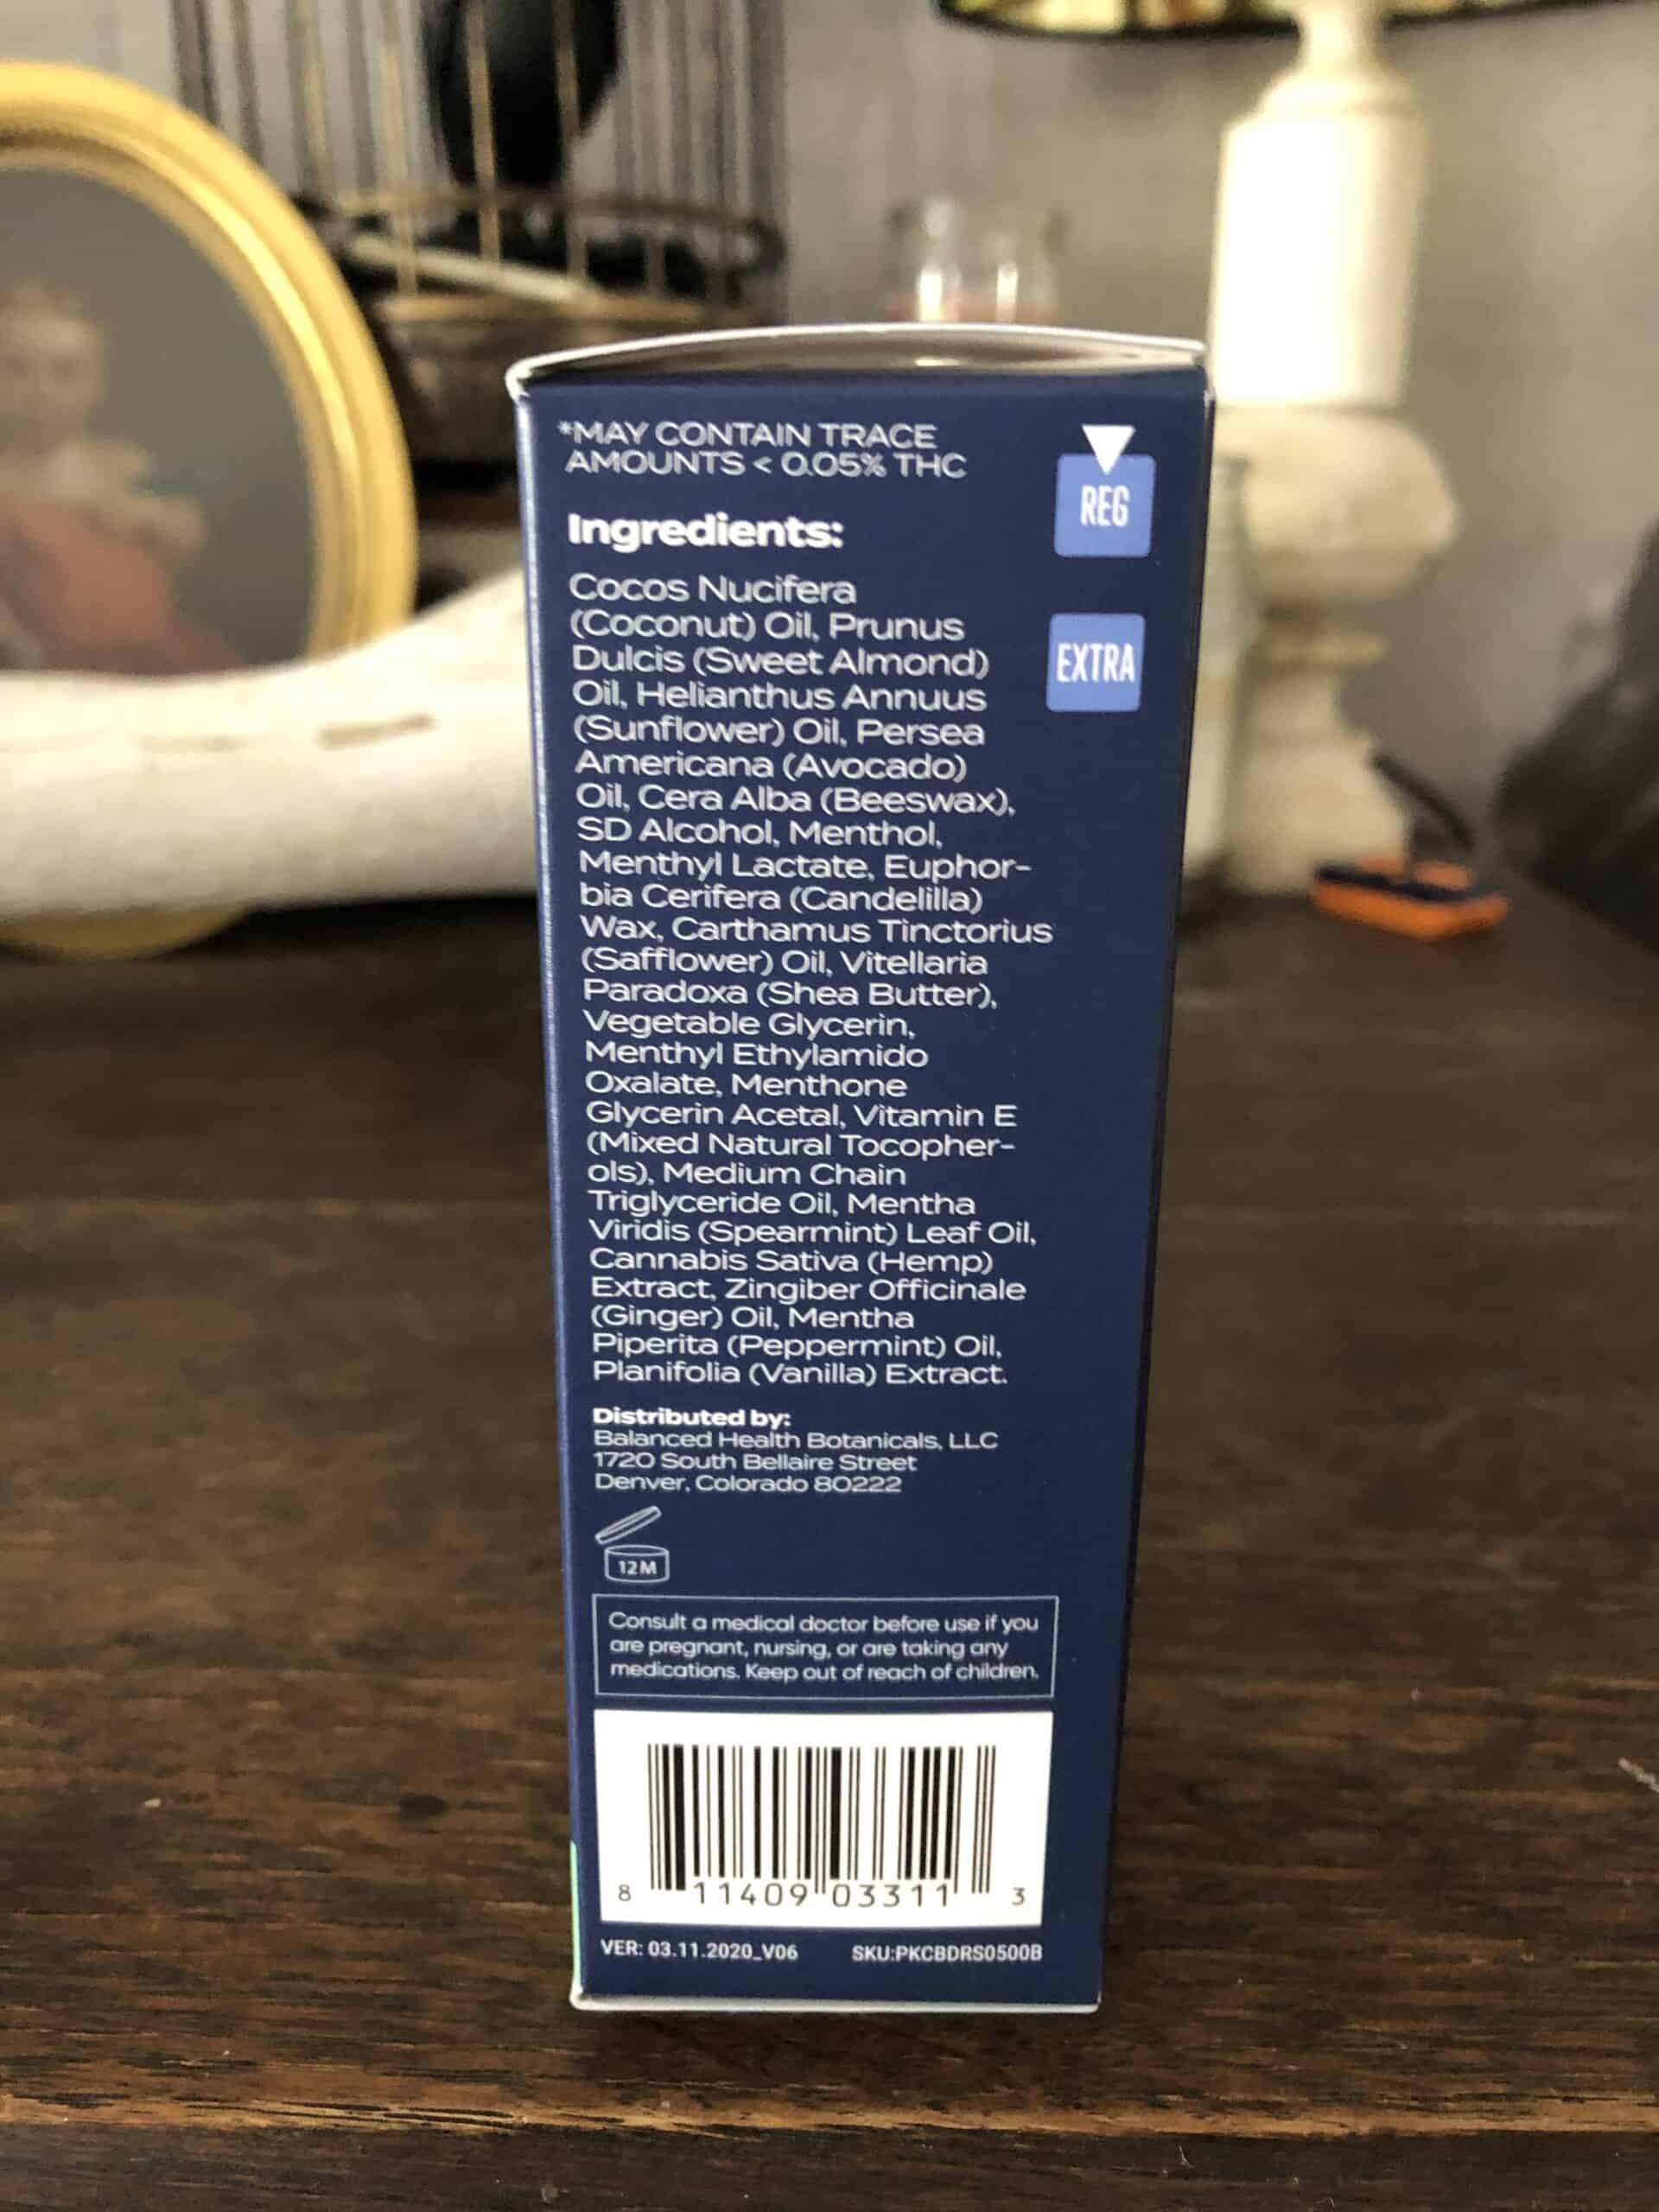 *MAY CONTAIN TRACE
AMOUNTS < 0.05% THC
REG
EXTRA
Ingredients:
Cocos Nucifera
(Coconut) Oil, Prunus
Dulcis (Sweet Almond)
Oil, Helianthus Annuus
(Sunflower) Oil, Persea
Americana (Avocado)
Oil, Cera Alba (Beeswax),
SD Alcohol, Menthol,
Menthyl Lactate, Euphor-
bia Cerifera (Candelilla)
Wax, Carthamus Tinctorius
(Safflower) Oil, Vitellaria
Paradoxa (Shea Butter),
Vegetable Glycerin,
Menthyl Ethylamido
Oxalate, Menthone
Glycerin Acetal, Vitamin E
(Mixed Natural Tocopher-
ols), Medium Chain
Triglyceride Oil, Mentha
Viridis (Spearmint) Leaf Oil,
Cannabis Sativa (Hemp)
Extract, Zingiber Officinale
(Ginger) Oil, Mentha
Piperita (Peppermint) Oil,
Planifolia (Vanilla) Extract.
Distributed by:
Balanced Health Botanicals, LLC
1720 South Bellaire Street
Denver, Colorado 80222
12M
Consult a medical doctor before use if you
are pregnant, nursing, or are taking any
medications. Keep out of reach of children.
8 11409 03311 3
VER: 03.11.2020_V06 SKU:PKCBDRS0500B